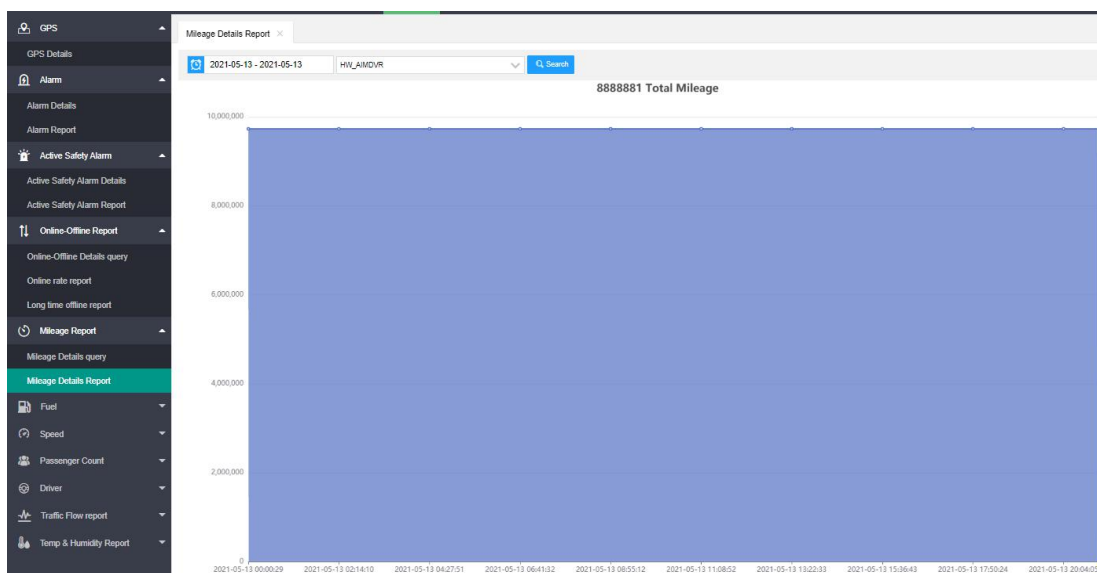 GPS
GPS Details
Alarm
Alarm Details
Alarm Report
Active Safety Alarm
Active Safety Alarm Details
Active Safety Alarm Report
Online-Offline Report
Online-Offline Details query
Online rate report
Long time offline report
Mileage Report
Mileage Details query
Mileage Details Report
Fuel
Speed
Passenger Count
Driver
Traffic Flow report
Temp & Humidity Report
Mileage Details Report ×
2021-05-13 - 2021-05-13 HW_AIMDVR Search
8888881 Total Mileage
10,000,000
8,000,000
6,000,000
4,000,000
2,000,000
0
2021-05-13 00:00:29 2021-05-13 02:14:10 2021-05-13 04:27:51 2021-05-13 06:41:32 2021-05-13 08:55:12 2021-05-13 11:08:52 2021-05-13 13:22:33 2021-05-13 15:36:43 2021-05-13 17:50:24 2021-05-13 20:04:05